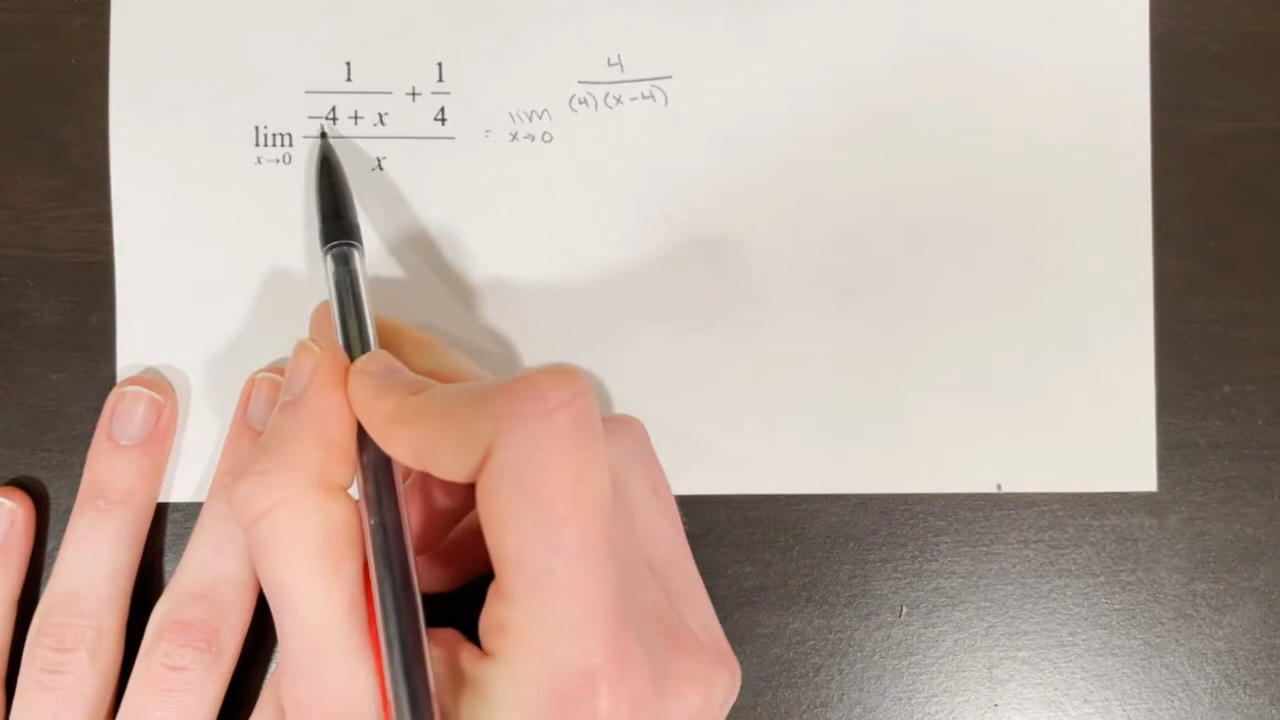 lim x→0 (1/(−4 + x) + 1/4)/x = lim x→0 4/((4)(x−4))